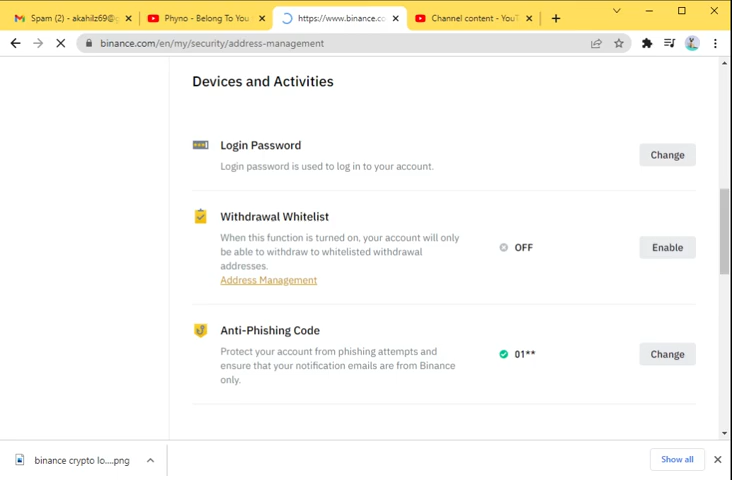 Spam (2) - akahilz69@g
Phyno - Belong To You
https://www.binance.co
Channel content - YouT
binance.com/en/my/security/address-management
Devices and Activities
Login Password
Login password is used to log in to your account.
Change
Withdrawal Whitelist
When this function is turned on, your account will only
be able to withdraw to whitelisted withdrawal
addresses.
Address Management
OFF
Enable
Anti-Phishing Code
Protect your account from phishing attempts and
ensure that your notification emails are from Binance
only.
01**
Change
binance crypto lo....png
Show all